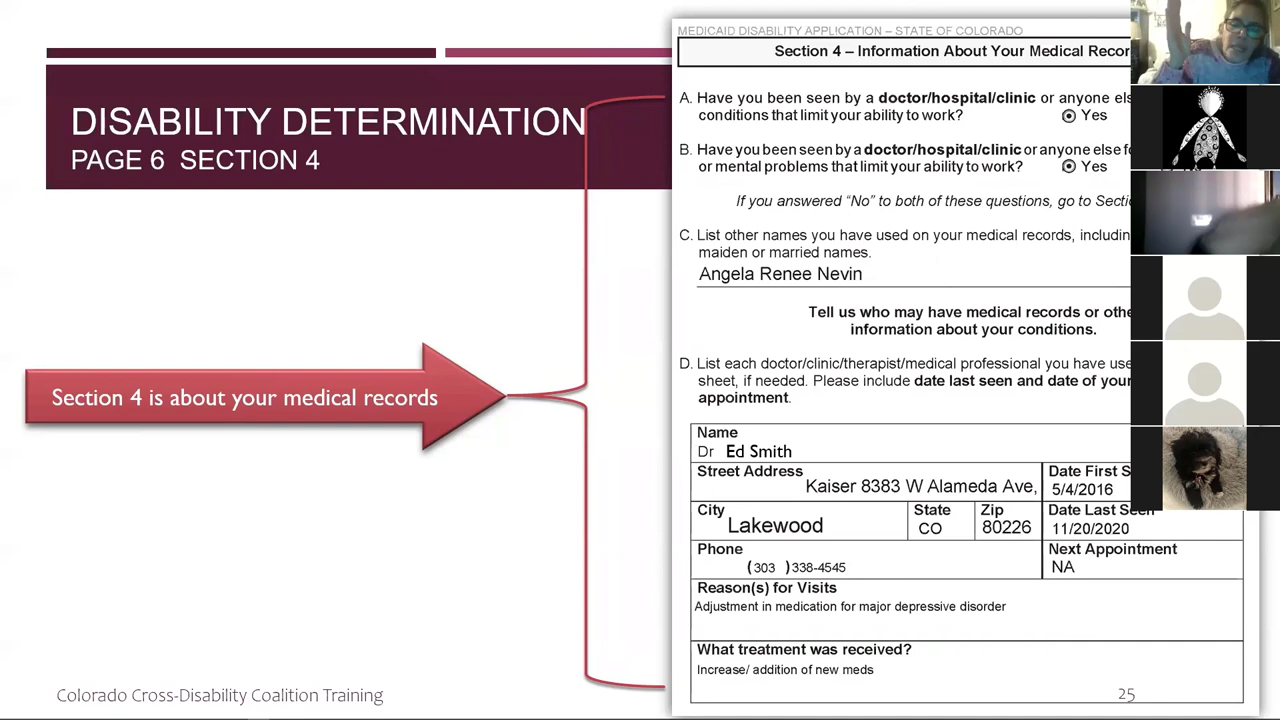 DISABILITY DETERMINATION
PAGE 6 SECTION 4
Section 4 is about your medical records
Colorado Cross-Disability Coalition Training
MEDICAID DISABILITY APPLICATION – STATE OF COLORADO
Section 4 – Information About Your Medical Recor
A. Have you been seen by a doctor/hospital/clinic or anyone els
conditions that limit your ability to work?
Yes
B. Have you been seen by a doctor/hospital/clinic or anyone else fo
or mental problems that limit your ability to work?
Yes
If you answered “No” to both of these questions, go to Sectio
C. List other names you have used on your medical records, includin
maiden or married names.
Angela Renee Nevin
Tell us who may have medical records or othe
information about your conditions.
D. List each doctor/clinic/therapist/medical professional you have use
sheet, if needed. Please include date last seen and date of your
appointment.
Name
Dr Ed Smith
Street Address
Kaiser 8383 W Alameda Ave,
Date First S
5/4/2016
City
Lakewood
State
CO
Zip
80226
Date Last Seen
11/20/2020
Phone
(303 )338-4545
Next Appointment
NA
Reason(s) for Visits
Adjustment in medication for major depressive disorder
What treatment was received?
Increase/ addition of new meds
25